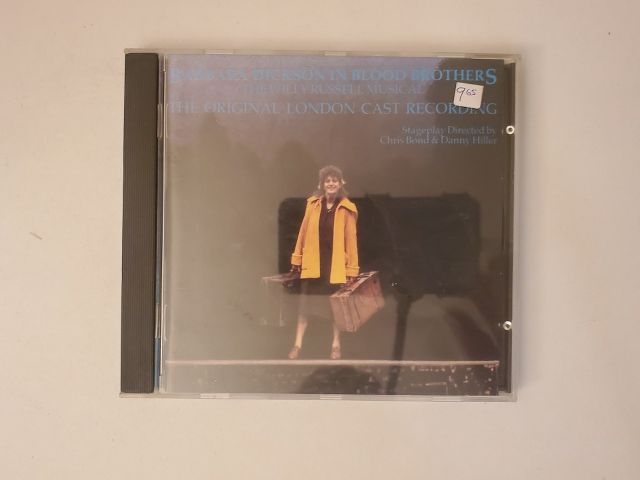 BARBARA DICKSON IN BLOOD BROTHERS
(THE WILLY RUSSELL MUSICAL)
THE ORIGINAL LONDON CAST RECORDING
965
Stageplay Directed by
Chris Bond & Danny Hiller